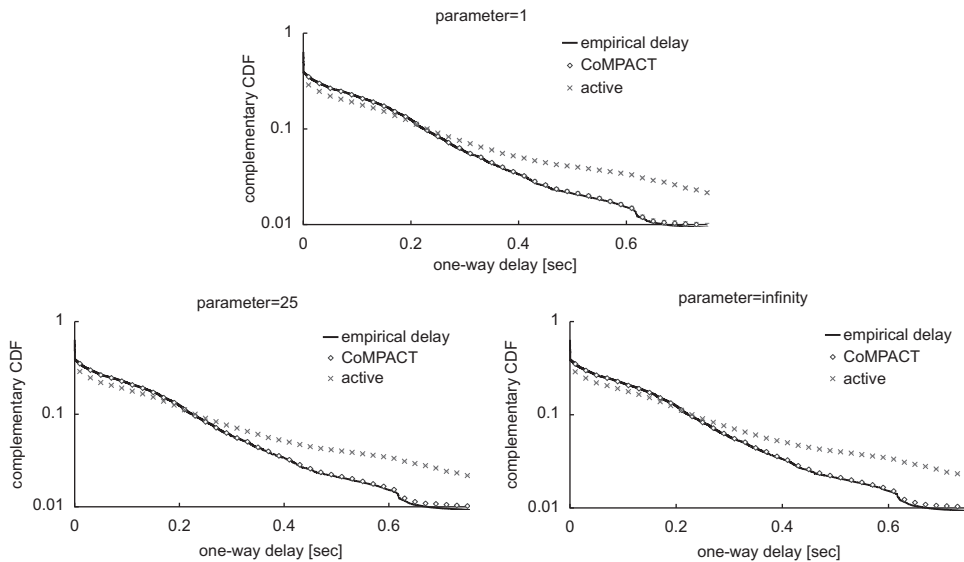 parameter=1
1
0.1
0.01
complementary CDF
empirical delay
CoMPACT
active
0
0.2
0.4
0.6
one-way delay [sec]
parameter=25
1
0.1
0.01
complementary CDF
empirical delay
CoMPACT
active
0
0.2
0.4
0.6
one-way delay [sec]
parameter=infinity
1
0.1
0.01
complementary CDF
empirical delay
CoMPACT
active
0
0.2
0.4
0.6
one-way delay [sec]